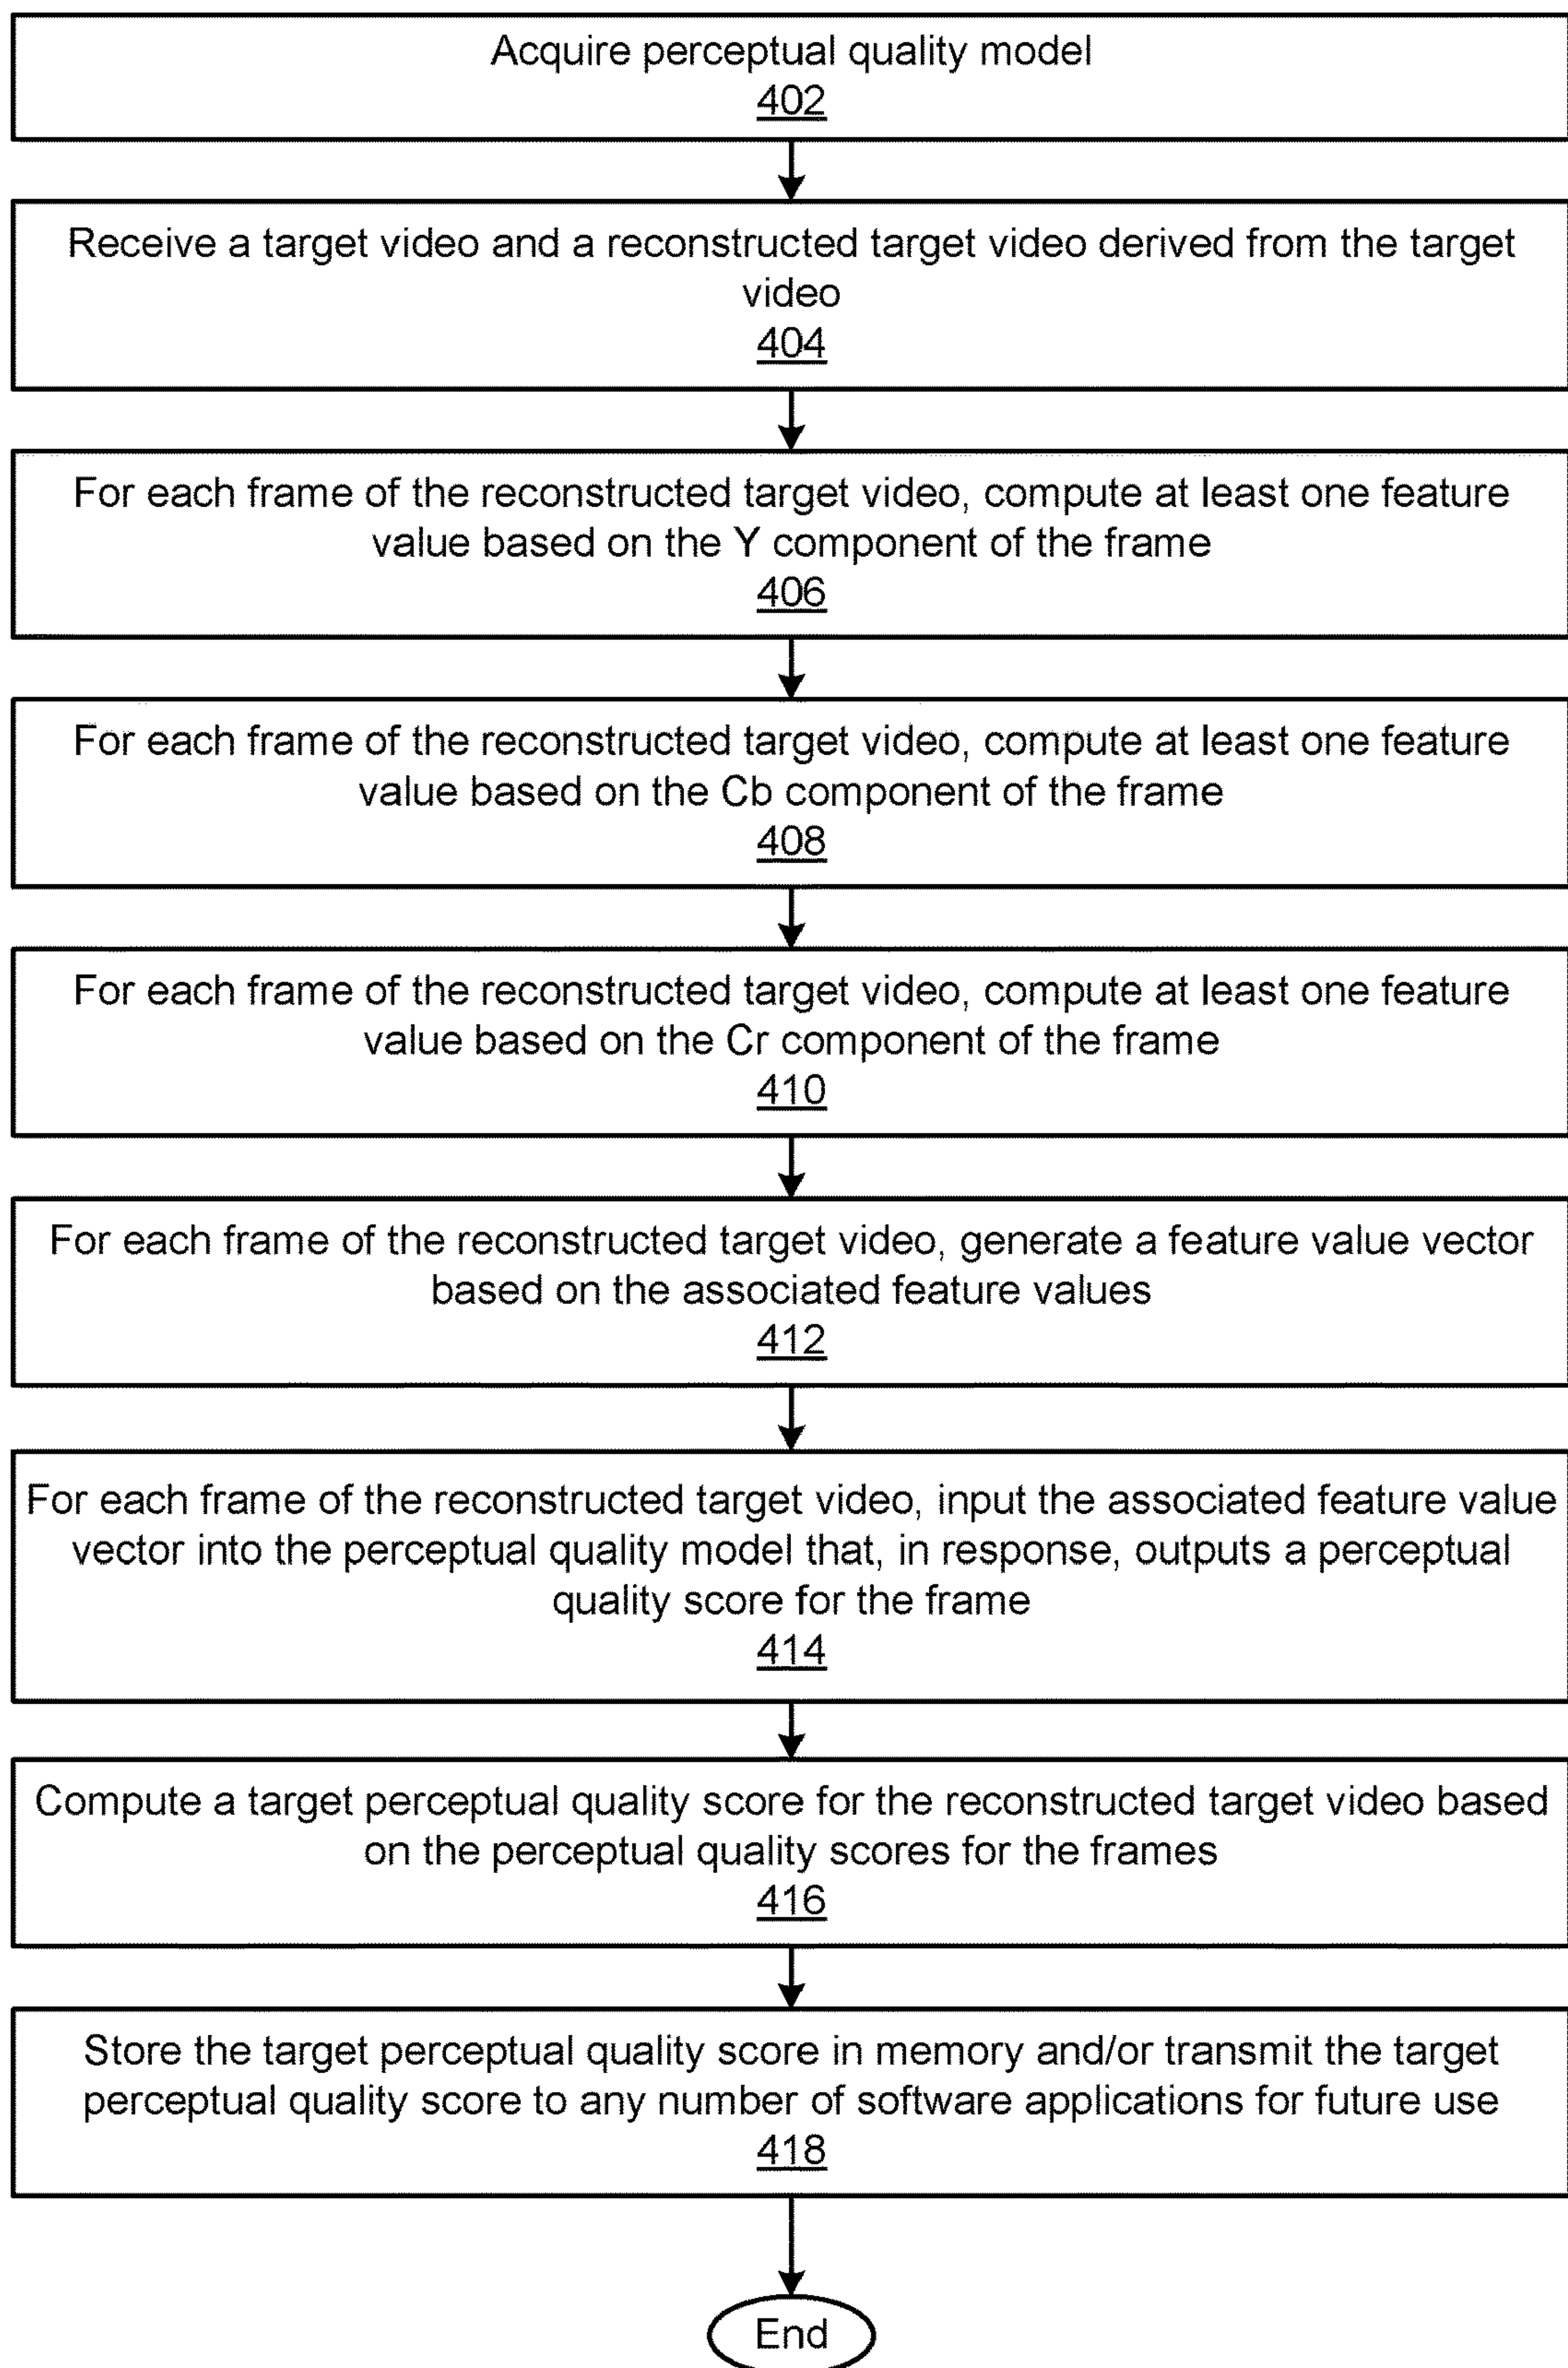 Acquire perceptual quality model
402
Receive a target video and a reconstructed target video derived from the target
video
404
For each frame of the reconstructed target video, compute at least one feature
value based on the Y component of the frame
406
For each frame of the reconstructed target video, compute at least one feature
value based on the Cb component of the frame
408
For each frame of the reconstructed target video, compute at least one feature
value based on the Cr component of the frame
410
For each frame of the reconstructed target video, generate a feature value vector
based on the associated feature values
412
For each frame of the reconstructed target video, input the associated feature value
vector into the perceptual quality model that, in response, outputs a perceptual
quality score for the frame
414
Compute a target perceptual quality score for the reconstructed target video based
on the perceptual quality scores for the frames
416
Store the target perceptual quality score in memory and/or transmit the target
perceptual quality score to any number of software applications for future use
418
End